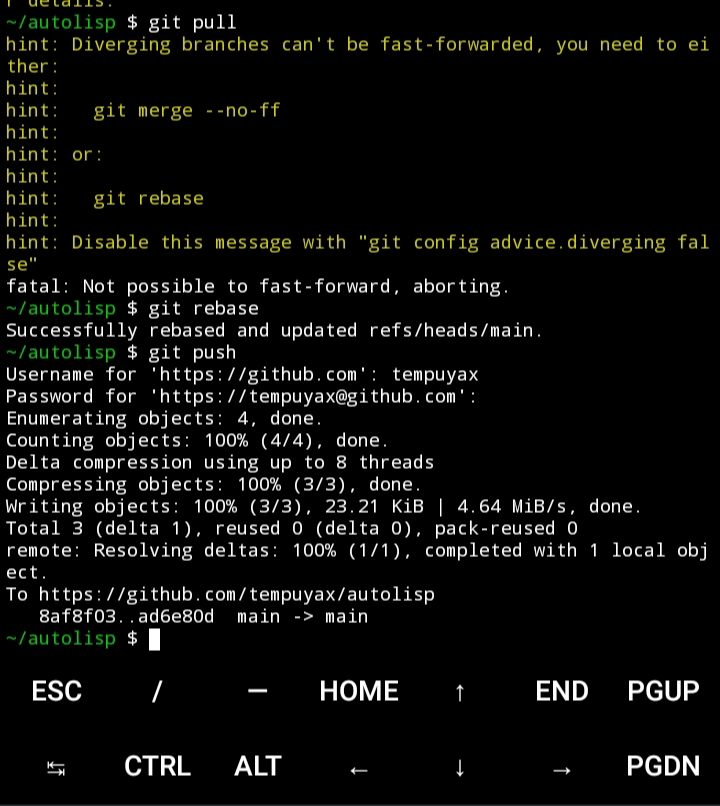 r details.
~/autolisp $ git pull
hint: Diverging branches can't be fast-forwarded, you need to ei
ther:
hint:
hint:   git merge --no-ff
hint:
hint: or:
hint:
hint:   git rebase
hint:
hint: Disable this message with "git config advice.diverging fal
se"
fatal: Not possible to fast-forward, aborting.
~/autolisp $ git rebase
Successfully rebased and updated refs/heads/main.
~/autolisp $ git push
Username for 'https://github.com': tempuyax
Password for 'https://tempuyax@github.com':
Enumerating objects: 4, done.
Counting objects: 100% (4/4), done.
Delta compression using up to 8 threads
Compressing objects: 100% (3/3), done.
Writing objects: 100% (3/3), 23.21 KiB | 4.64 MiB/s, done.
Total 3 (delta 1), reused 0 (delta 0), pack-reused 0
remote: Resolving deltas: 100% (1/1), completed with 1 local obj
ect.
To https://github.com/tempuyax/autolisp
   8af8f03..ad6e80d  main -> main
~/autolisp $
ESC / — HOME ↑ END PGUP
↹ CTRL ALT ← ↓ → PGDN